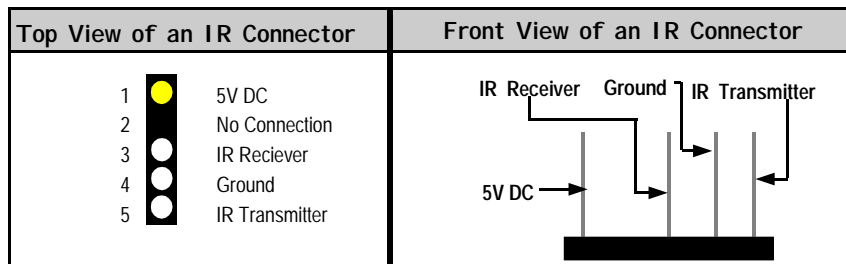 Top View of an IR Connector
1 5V DC
2 No Connection
3 IR Reciever
4 Ground
5 IR Transmitter
Front View of an IR Connector
IR Receiver Ground IR Transmitter
5V DC